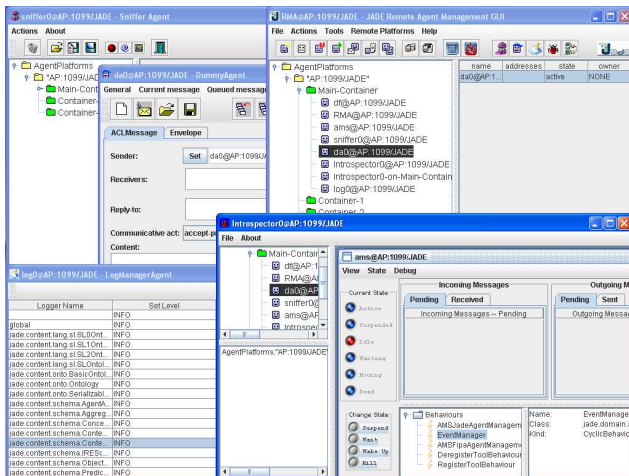 sniffer0@AP:1099/JADE - Sniffer Agent
Actions About
AgentPlatforms
"AP:1099/JAD
Main-Cont
Container-
Container-
da0@AP:1099/JADE - DummyAgent
General Current message Queued message
ACLMessage Envelope
Sender: Set da0@AP:1099/JA
Receivers:
Reply-to:
Communicative act: accept-p
Content:
RMA@AP:1099/JADE - JADE Remote Agent Management GUI
File Actions Tools Remote Platforms Help
AgentPlatforms
"AP:1099/JADE"
Main-Container
df@AP:1099/JADE
RMA@AP:1099/JADE
ams@AP:1099/JADE
sniffer0@AP:1099/JADE
da0@AP:1099/JADE
Introspector0@AP:1099/JADE
Introspector0-on-Main-Contain
log0@AP:1099/JADE
Container-1
Container-2
name addresses state owner
da0@AP:1... active NONE
log0@AP:1099/JADE - LogManagerAgent
Logger Name Set Level
INFO
global INFO
jade.content.lang.sl.SL0Ont... INFO
jade.content.lang.sl.SL1Ont... INFO
jade.content.lang.sl.SL2Ont... INFO
jade.content.lang.sl.SLOntol... INFO
jade.content.onto.BasicOntol... INFO
jade.content.onto.Ontology INFO
jade.content.onto.Serializabl... INFO
jade.content.schema.AgentA... INFO
jade.content.schema.Aggreg... INFO
jade.content.schema.Conce... INFO
jade.content.schema.Conte... INFO
jade.content.schema.Conte... INFO
jade.content.schema.IRESc... INFO
jade.content.schema.Object... INFO
jade.content.schema.Predic... INFO
Introspector0@AP:1099/JADE
File About
Main-Contain
df@AP:1
RMA@A
da0@AP
sniffer0@
ams@AP
Introspec
AgentPlatforms."AP:1099/JADE"
ams@AP:1099/JADE
View State Debug
Current State
Active
Suspended
Idle
Waiting
Moving
Dead
Change State
Suspend
Wait
Wake Up
Kill
Incoming Messages
Pending Received
Incoming Messages -- Pending
Outgoing M
Pending Sent
Outgoing Messag
Behaviours
AMSJadeAgentManagem
EventManager
AMSFipaAgentManagem
DeregisterToolBehaviour
RegisterToolBehaviour
Name: EventManage
Class: jade.domain.
Kind: CyclicBehaviou